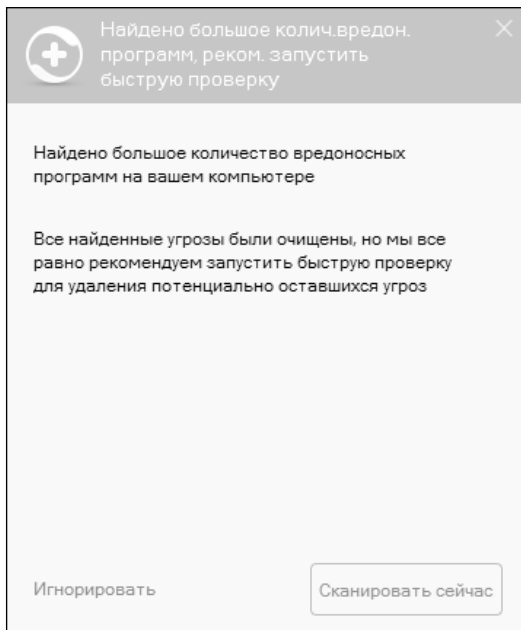 Найдено большое колич.вредон.
программ, реком. запустить
быструю проверку
Найдено большое количество вредоносных
программ на вашем компьютере
Все найденные угрозы были очищены, но мы все
равно рекомендуем запустить быструю проверку
для удаления потенциально оставшихся угроз
Игнорировать
Сканировать сейчас